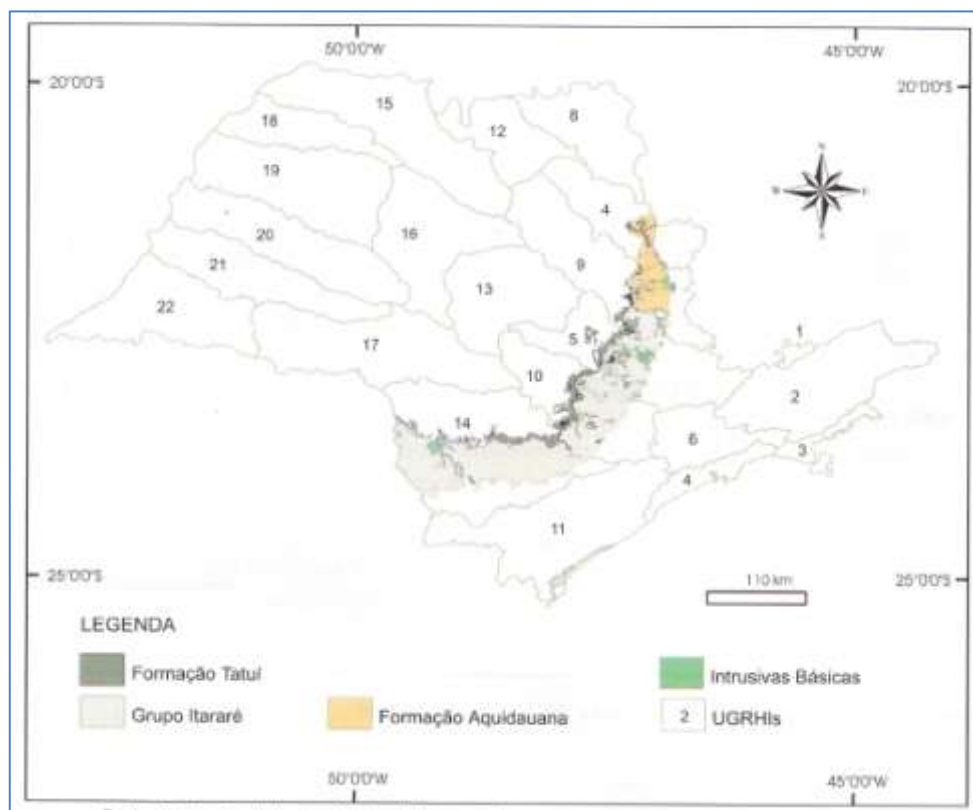 50°00'W 45°00'W
20°00'S 20°00'S
15
18 12 8
19
4
20 16
21 9
13
22
5 1
17
10 2
14 6
3
4
11
25°00'S 110 km 25°00'S
LEGENDA
Formação Tatuí Intrusivas Básicas
Grupo Itararé Formação Aquidauana 2 UGRHIs
50°00'W 45°00'W